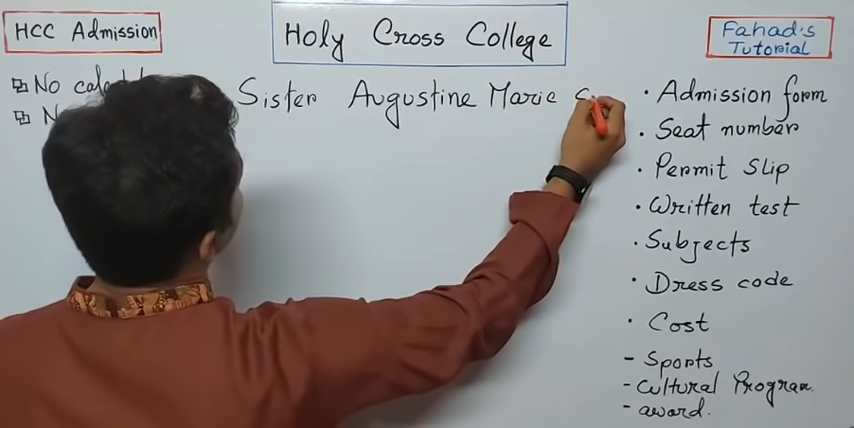 HCC Admission
Holy Cross College
Fahad's
Tutorial
No
Sister Augustine Marie
• Admission form
• Seat number
• Permit Slip
• Written test
• Subjects
• Dress code
• Cost
- Sports
- Cultural Program
- award.